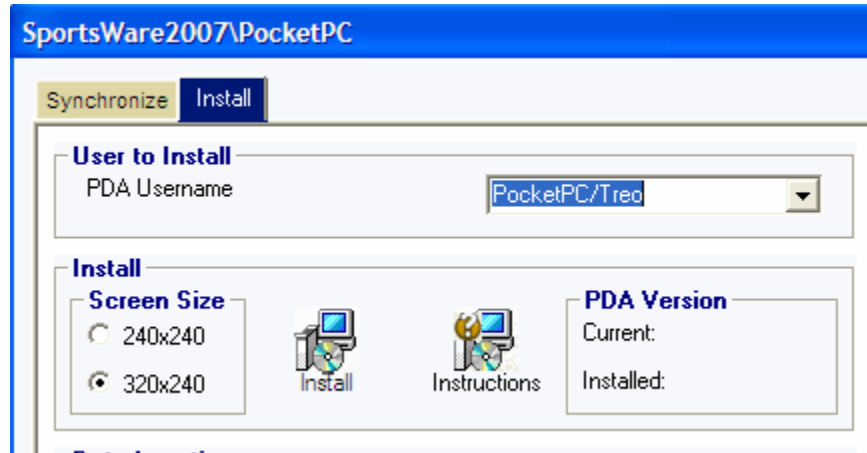 SportsWare2007\PocketPC
Synchronize Install
User to Install
PDA Username PocketPC/Treo
Install
Screen Size PDA Version
240x240 Current:
320x240 Installed:
Install Instructions